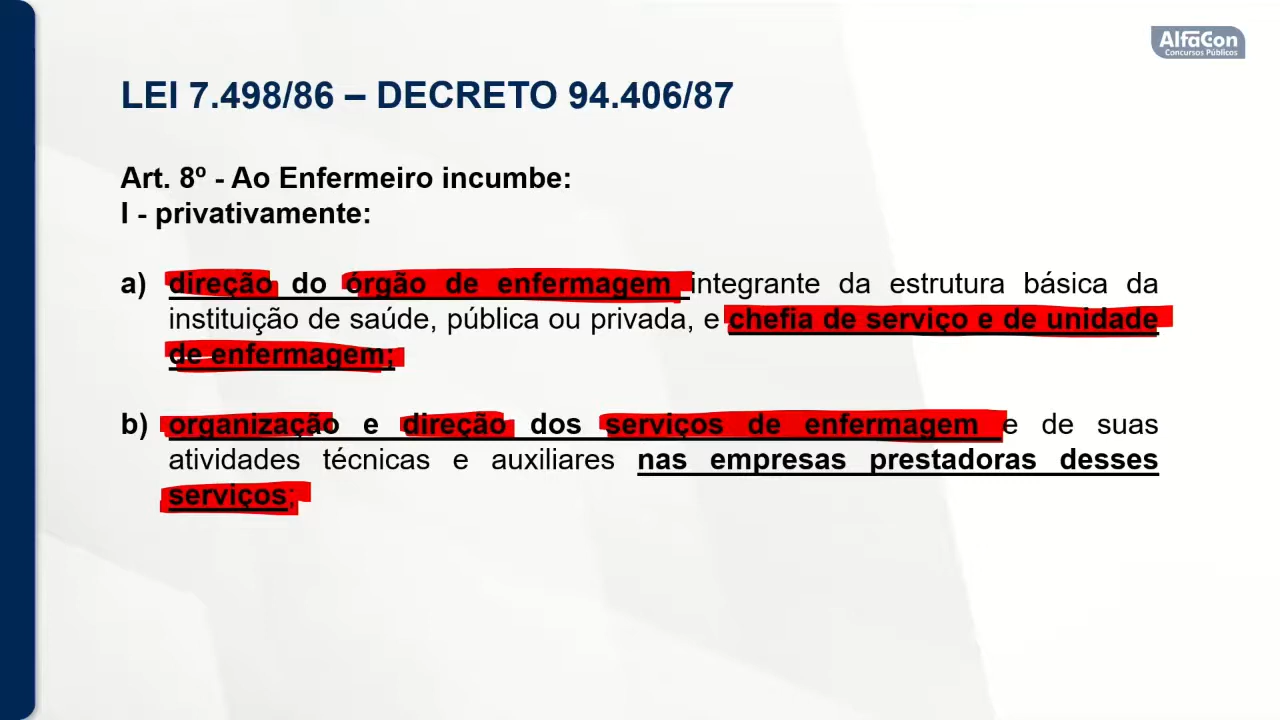 AlfaCon
Concursos Públicos
LEI 7.498/86 – DECRETO 94.406/87
Art. 8º - Ao Enfermeiro incumbe:
I - privativamente:
a) direção do órgão de enfermagem integrante da estrutura básica da
instituição de saúde, pública ou privada, e chefia de serviço e de unidade
de enfermagem;
b) organização e direção dos serviços de enfermagem e de suas
atividades técnicas e auxiliares nas empresas prestadoras desses
serviços;